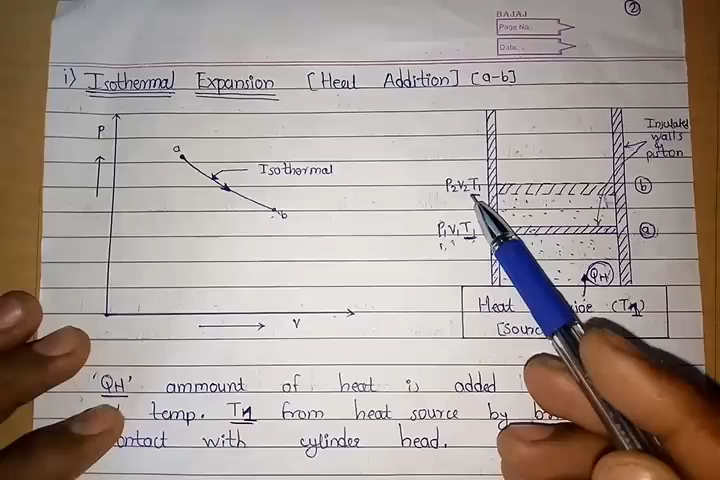 BAJAJ
Page No.
Date:
2
i) Isothermal Expansion [Heat Addition] [a-b]
P
a
Isothermal
b
V
Insulated
walls &
piston
P2V2T1
b
P1V1T1
a
QH
Heat (T1)
[Source
'QH' ammount of heat is added
temp. T1 from heat source by
contact with cylinder head.